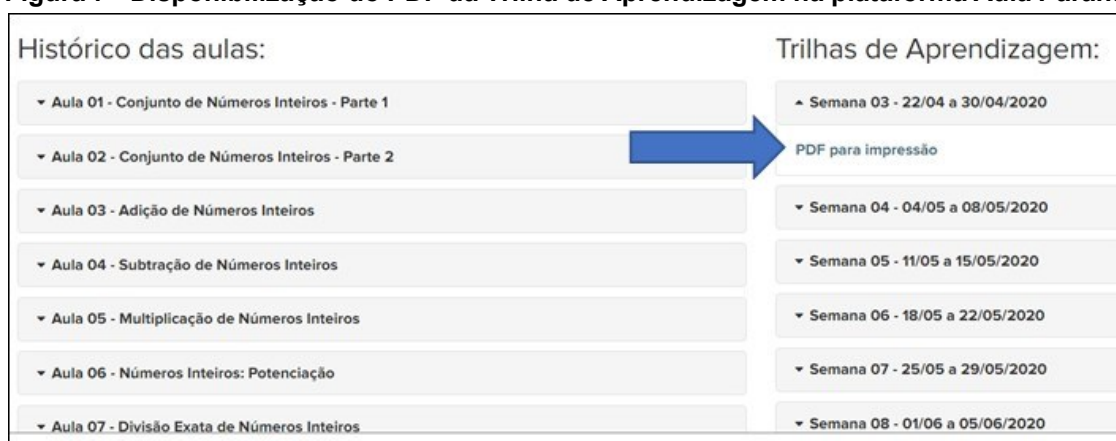 Histórico das aulas:
Aula 01 - Conjunto de Números Inteiros - Parte 1
Aula 02 - Conjunto de Números Inteiros - Parte 2
Aula 03 - Adição de Números Inteiros
Aula 04 - Subtração de Números Inteiros
Aula 05 - Multiplicação de Números Inteiros
Aula 06 - Números Inteiros: Potenciação
Aula 07 - Divisão Exata de Números Inteiros
Trilhas de Aprendizagem:
Semana 03 - 22/04 a 30/04/2020
PDF para impressão
Semana 04 - 04/05 a 08/05/2020
Semana 05 - 11/05 a 15/05/2020
Semana 06 - 18/05 a 22/05/2020
Semana 07 - 25/05 a 29/05/2020
Semana 08 - 01/06 a 05/06/2020